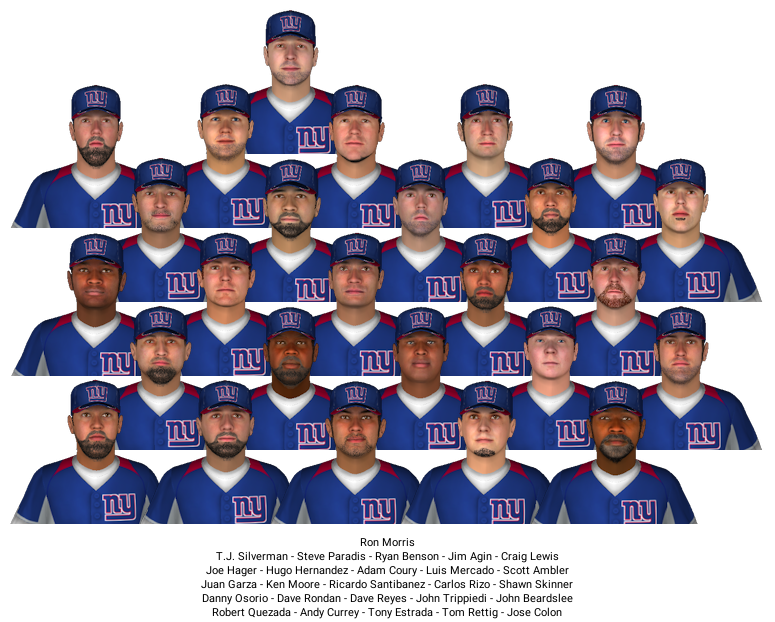 Ron Morris
T.J. Silverman - Steve Paradis - Ryan Benson - Jim Agin - Craig Lewis
Joe Hager - Hugo Hernandez - Adam Coury - Luis Mercado - Scott Ambler
Juan Garza - Ken Moore - Ricardo Santibanez - Carlos Rizo - Shawn Skinner
Danny Osorio - Dave Rondan - Dave Reyes - John Trippiedi - John Beardslee
Robert Quezada - Andy Currey - Tony Estrada - Tom Rettig - Jose Colon